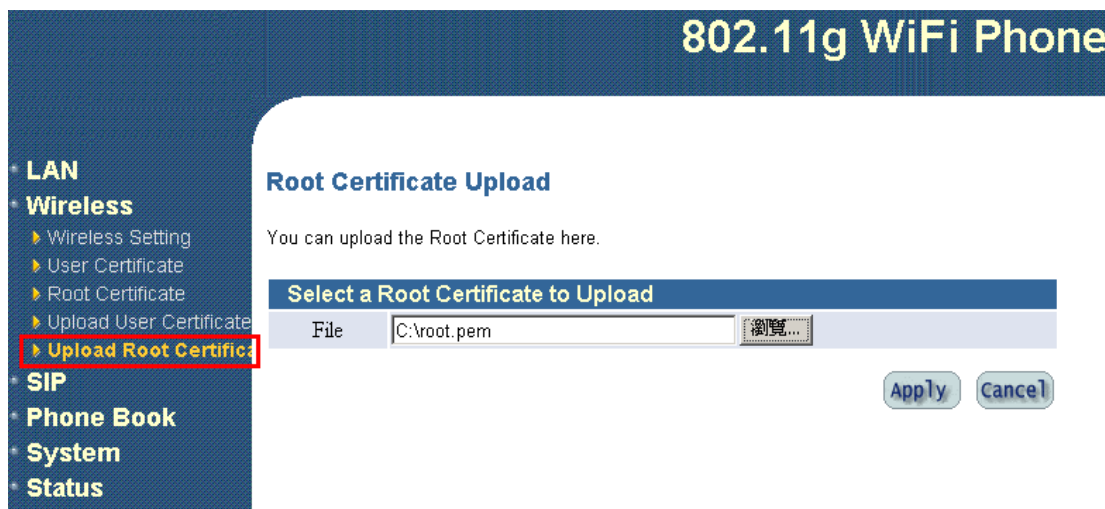 802.11g WiFi Phone
LAN
Wireless
Wireless Setting
User Certificate
Root Certificate
Upload User Certificate
Upload Root Certifica
SIP
Phone Book
System
Status
Root Certificate Upload
You can upload the Root Certificate here.
Select a Root Certificate to Upload
File C:\root.pem 瀏覽...
Apply Cancel